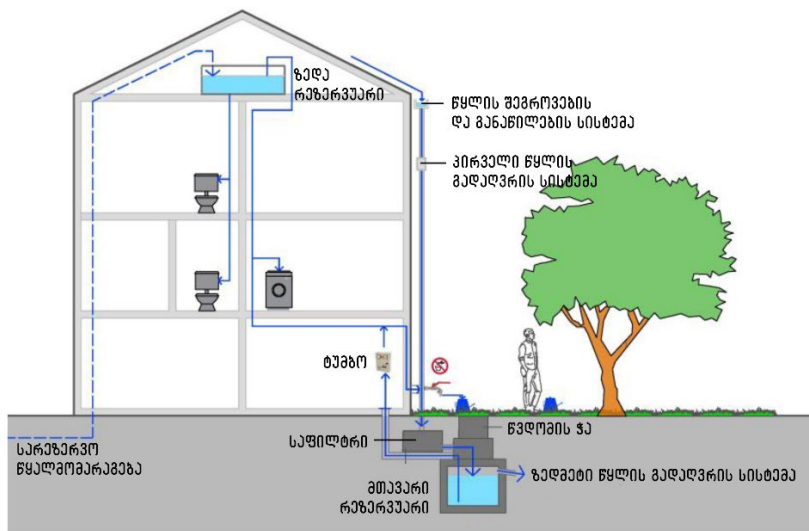 ზედა
რეზერვუარი
წყლის შეგროვების
და განაწილების სისტემა
პირველი წყლის
გადაღვრის სისტემა
ტუმბო
სარეზერვო
წყალმომარაგება
საფილტრი
წვდომის ჭა
მთავარი
რეზერვუარი
ზედმეტი წყლის გადაღვრის სისტემა